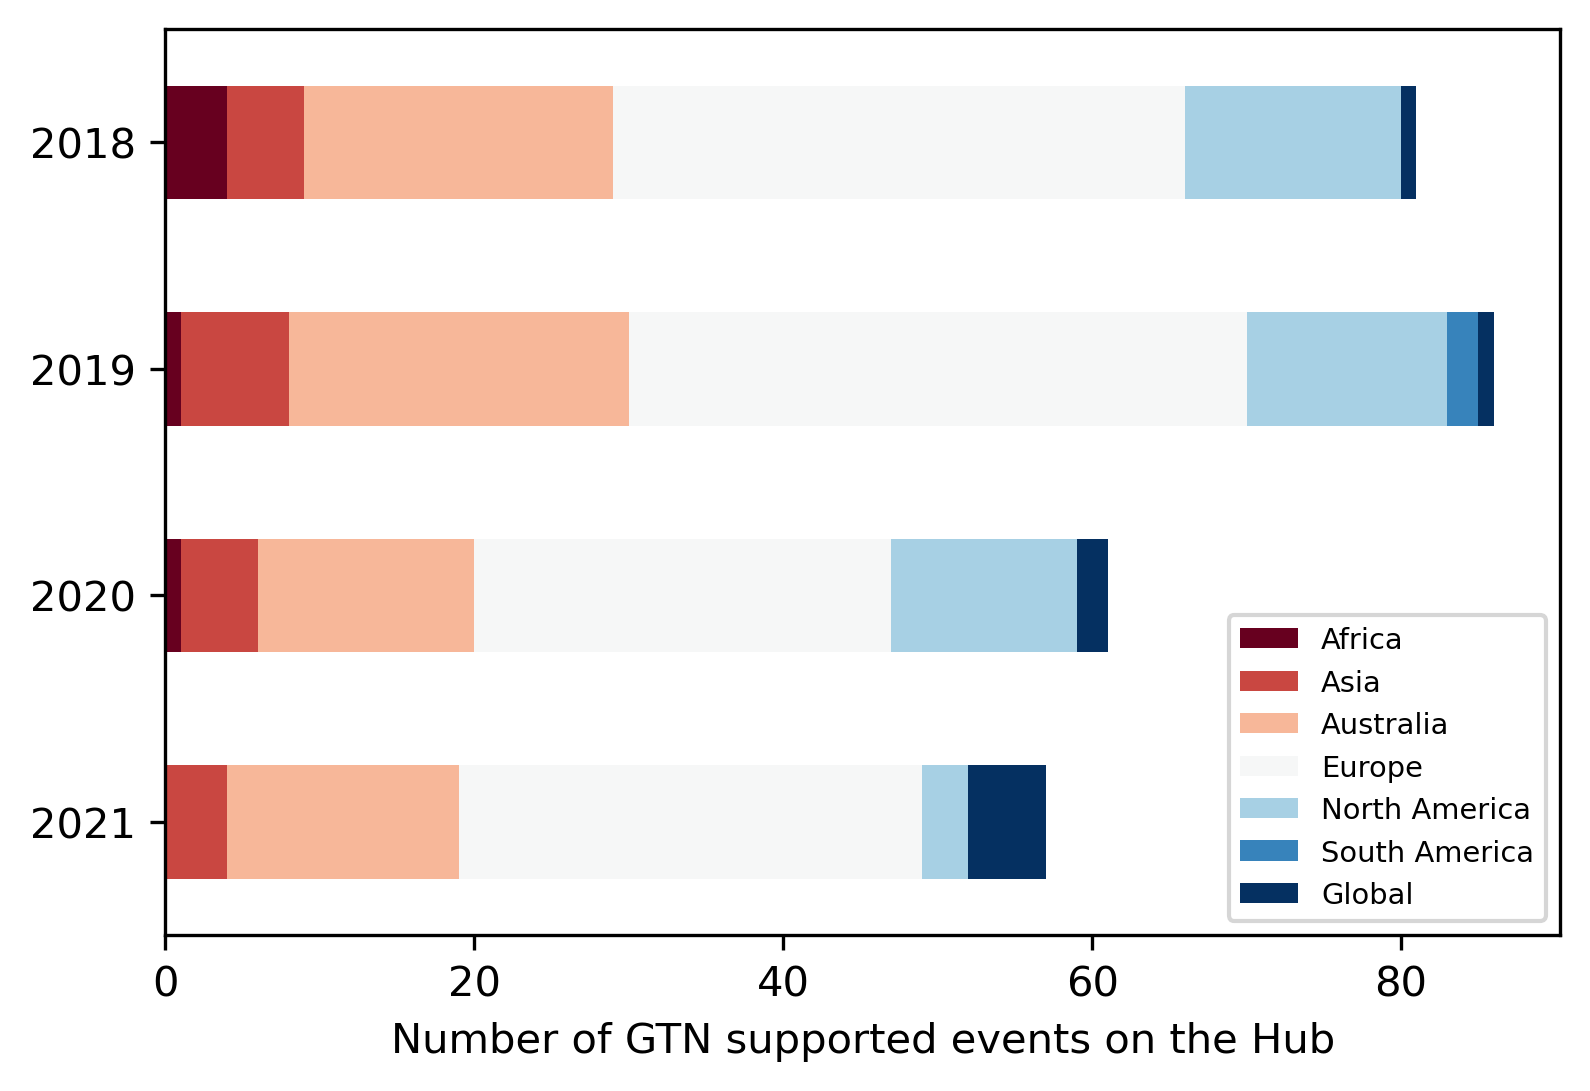 2018
2019
2020
2021
Africa
Asia
Australia
Europe
North America
South America
Global
0 20 40 60 80
Number of GTN supported events on the Hub